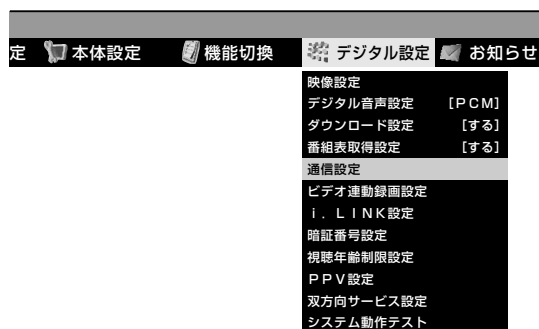 定 本体設定 機能切換 デジタル設定 お知らせ
映像設定
デジタル音声設定 [PCM]
ダウンロード設定 [する]
番組表取得設定 [する]
通信設定
ビデオ連動録画設定
i．LINK設定
暗証番号設定
視聴年齢制限設定
PPV設定
双方向サービス設定
システム動作テスト